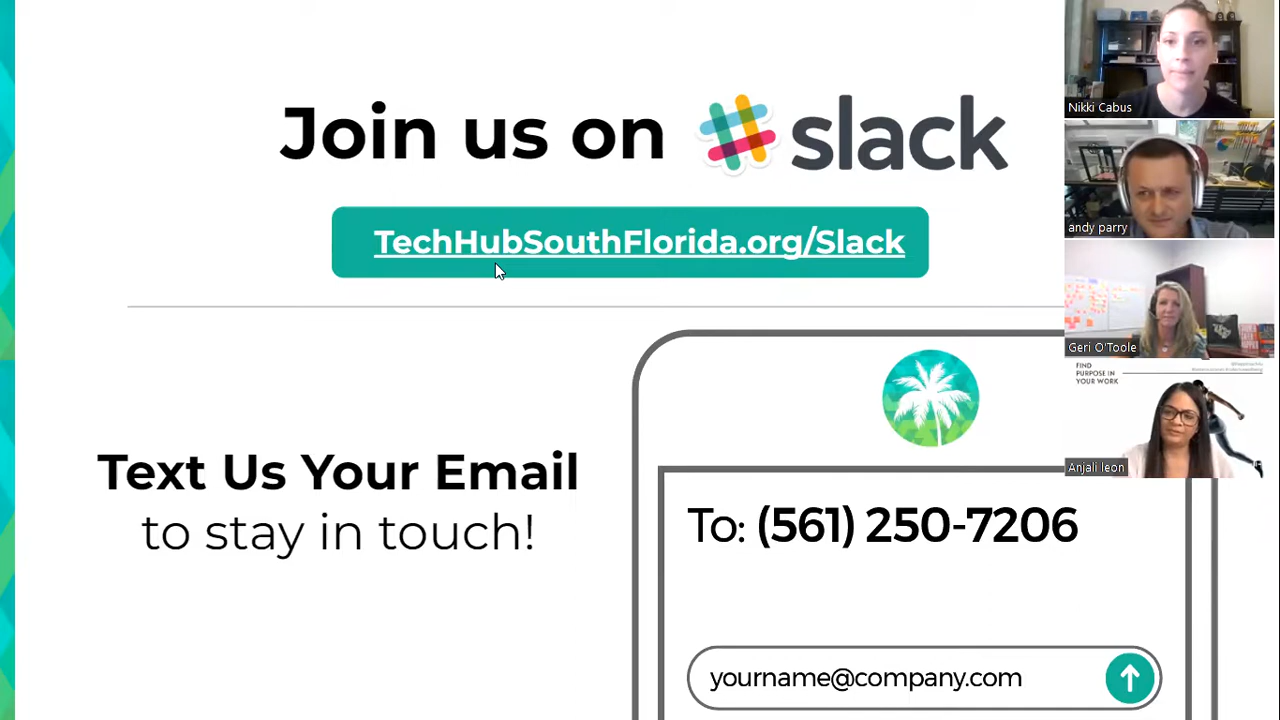 Join us on slack
TechHubSouthFlorida.org/Slack
Text Us Your Email
to stay in touch!
To: (561) 250-7206
yourname@company.com
Nikki Cabus
andy parry
Geri O'Toole
FIND
PURPOSE IN
YOUR WORK
Anjali leon